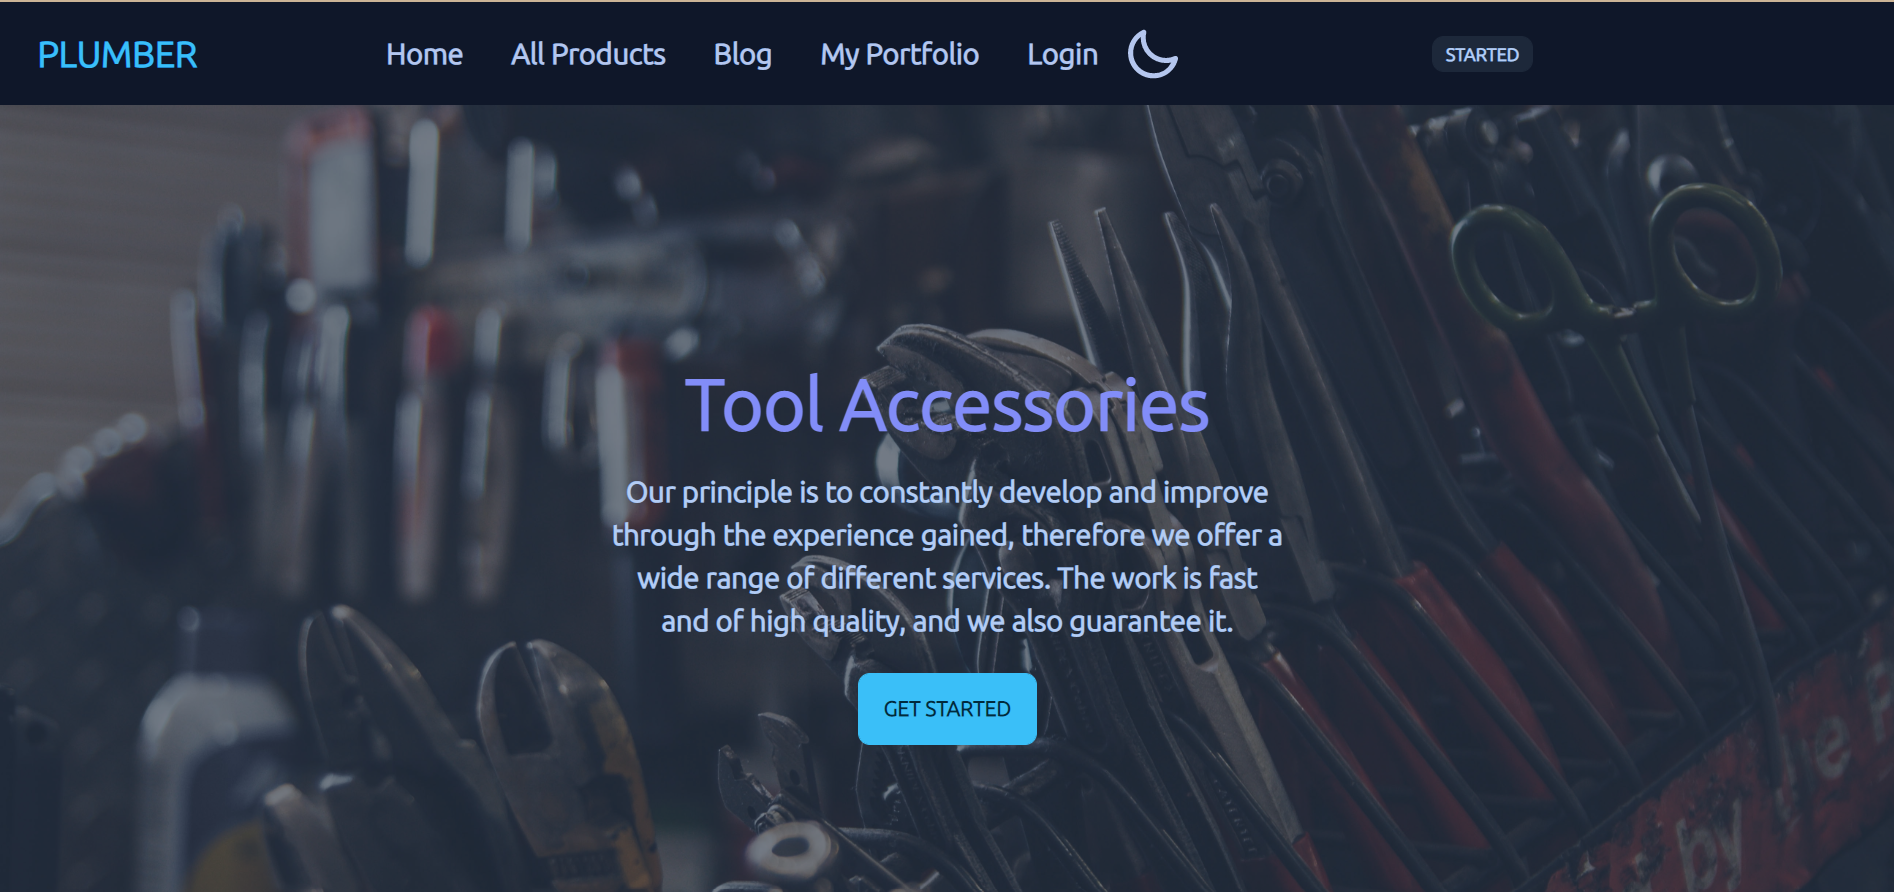 PLUMBER
Home All Products Blog My Portfolio Login
STARTED
Tool Accessories
Our principle is to constantly develop and improve
through the experience gained, therefore we offer a
wide range of different services. The work is fast
and of high quality, and we also guarantee it.
GET STARTED
by